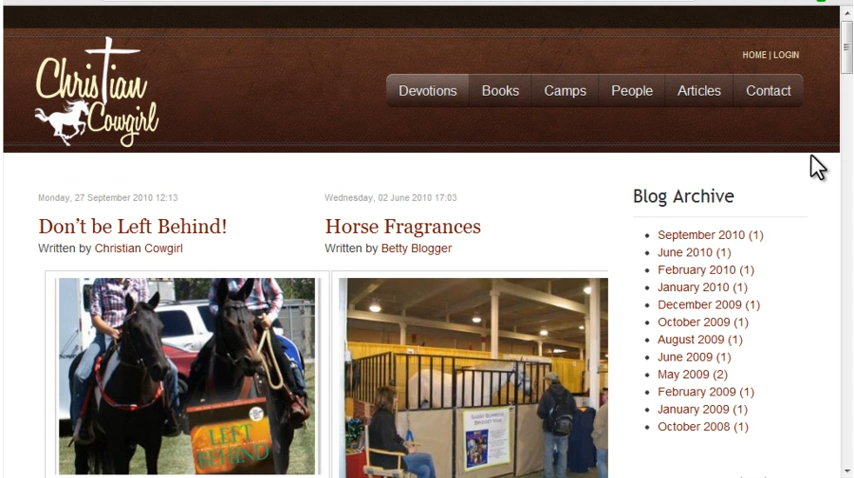 HOME | LOGIN
Christian
Cowgirl
Devotions Books Camps People Articles Contact
Monday, 27 September 2010 12:13
Don't be Left Behind!
Written by Christian Cowgirl
LEFT
BEHIND
Wednesday, 02 June 2010 17:03
Horse Fragrances
Written by Betty Blogger
Blog Archive
September 2010 (1)
June 2010 (1)
February 2010 (1)
January 2010 (1)
December 2009 (1)
October 2009 (1)
August 2009 (1)
June 2009 (1)
May 2009 (2)
February 2009 (1)
January 2009 (1)
October 2008 (1)